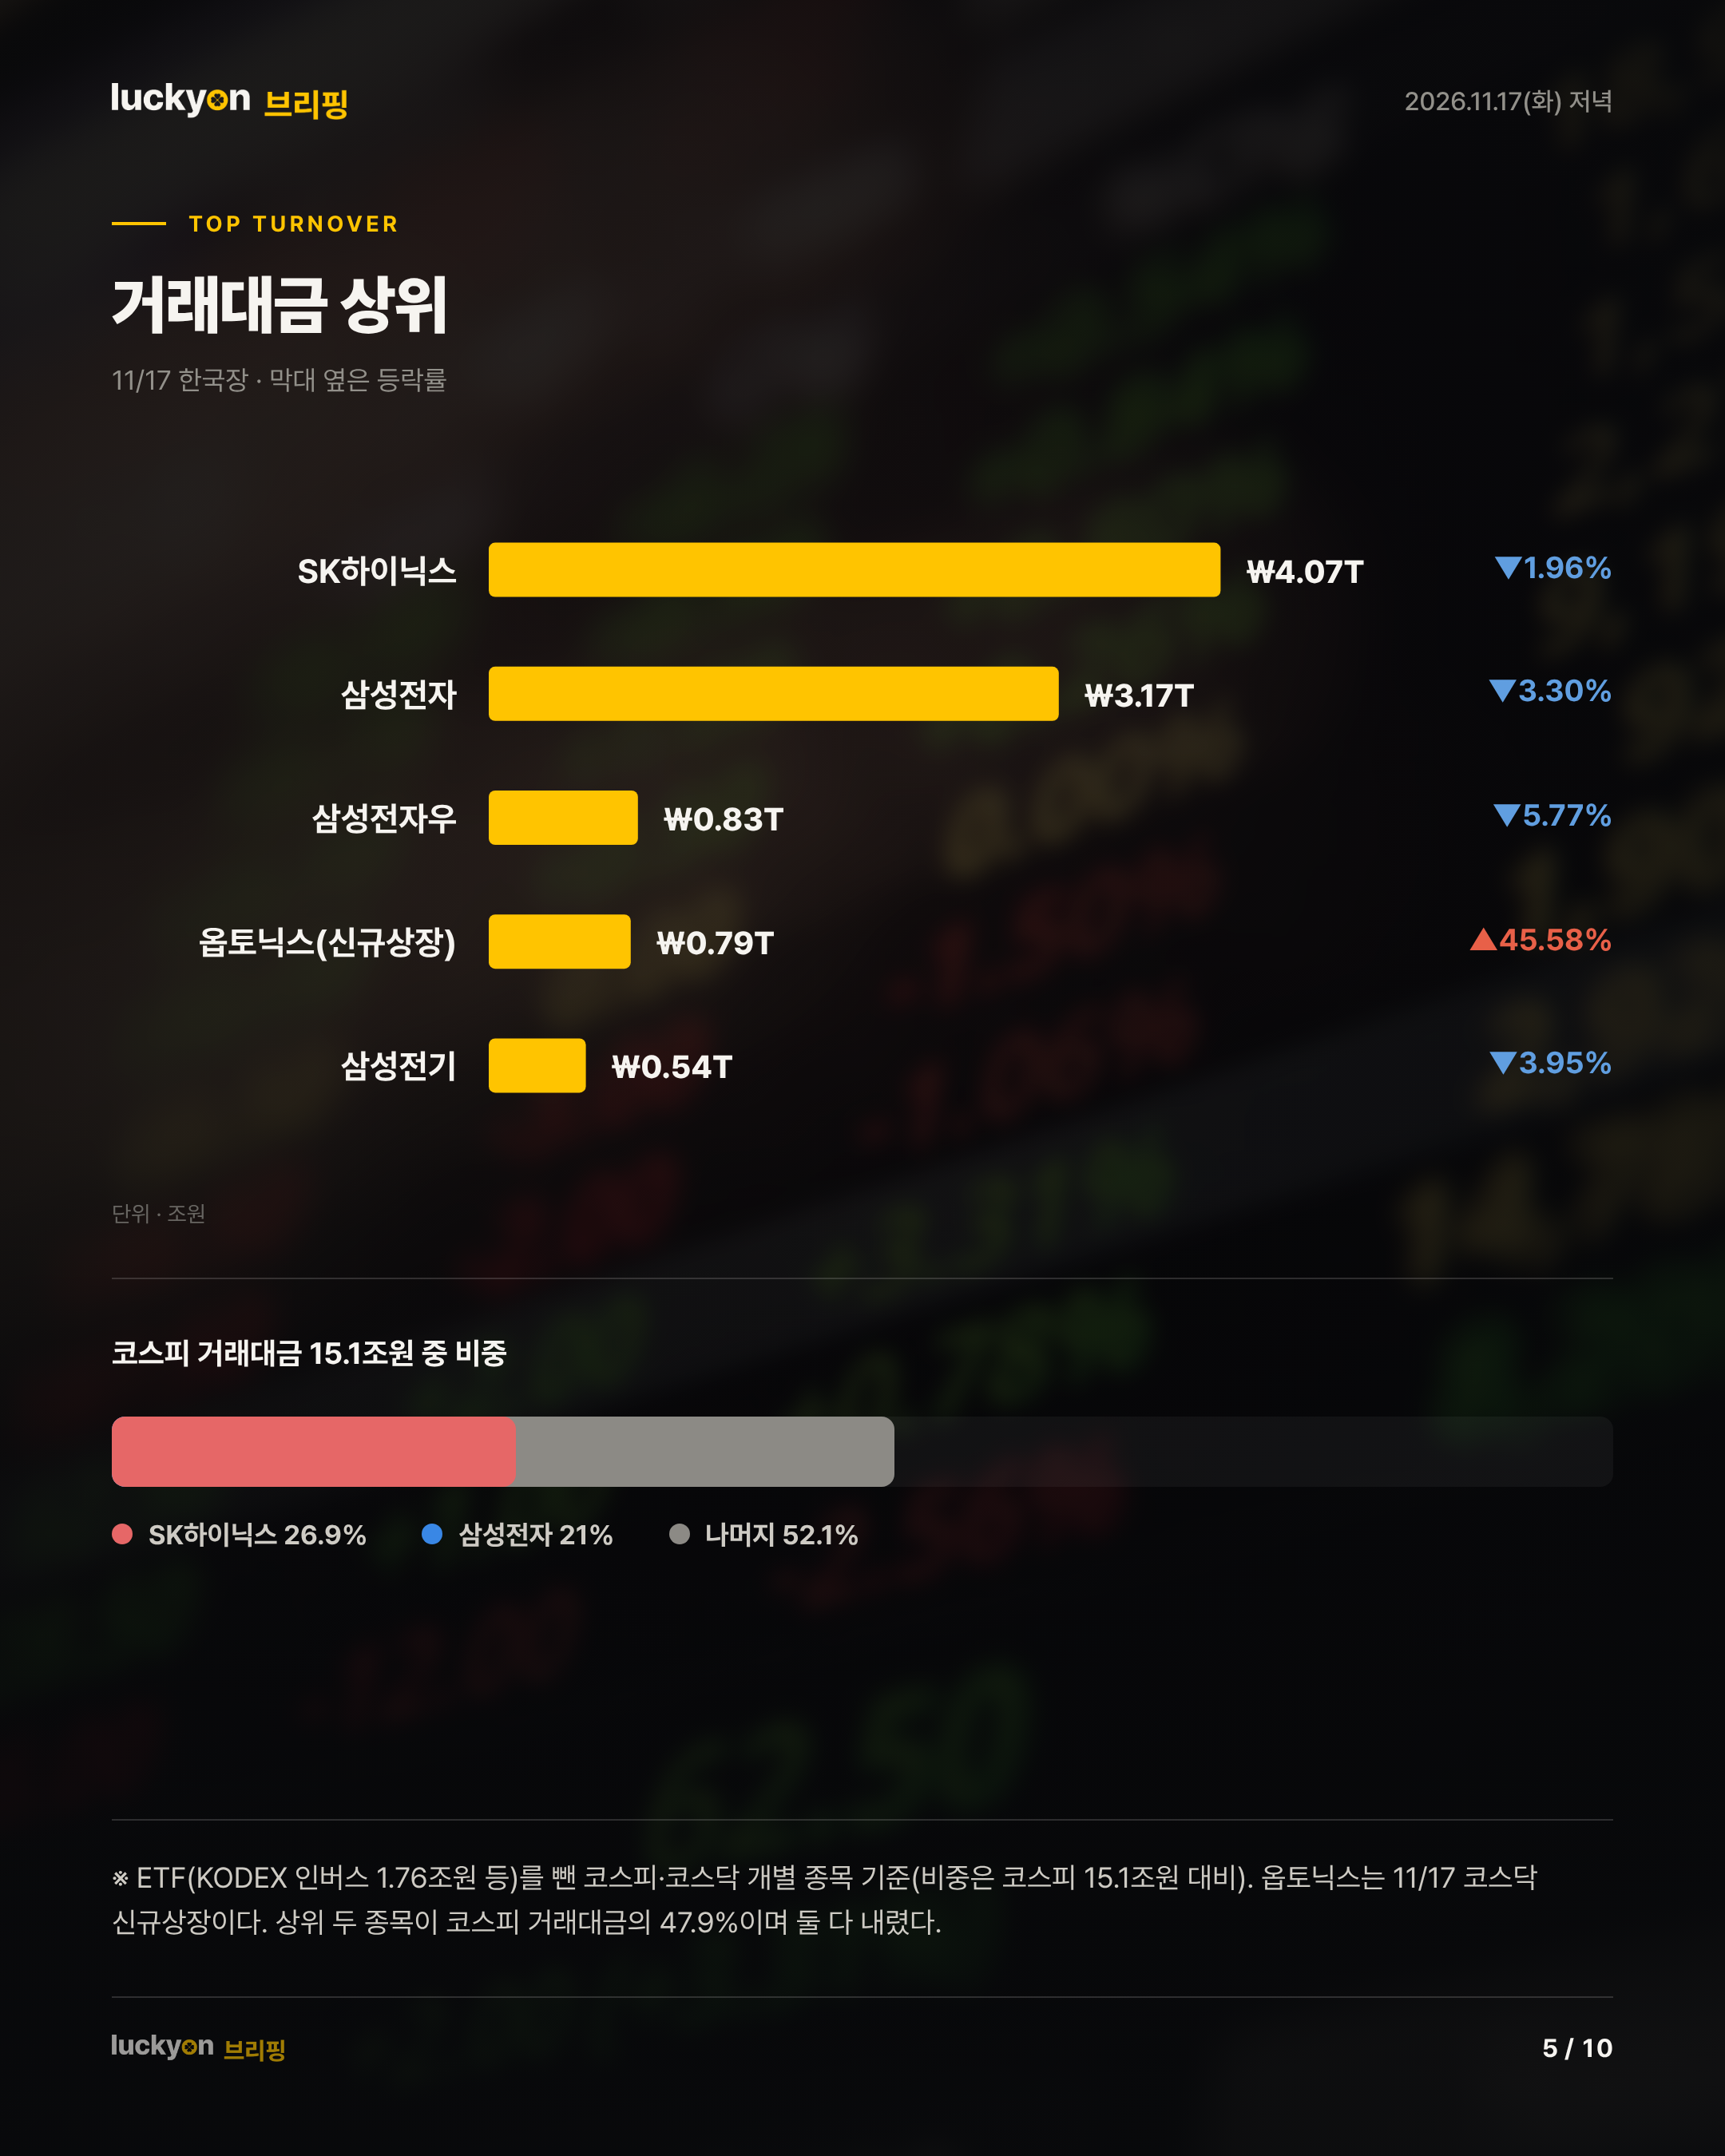 luckyon 브리핑
2026.11.17(화) 저녁
TOP TURNOVER
거래대금 상위
11/17 한국장 · 막대 옆은 등락률
SK하이닉스 ₩4.07T ▼1.96%
삼성전자 ₩3.17T ▼3.30%
삼성전자우 ₩0.83T ▼5.77%
옵토닉스(신규상장) ₩0.79T ▲45.58%
삼성전기 ₩0.54T ▼3.95%
단위 · 조원
코스피 거래대금 15.1조원 중 비중
SK하이닉스 26.9% 삼성전자 21% 나머지 52.1%
※ ETF(KODEX 인버스 1.76조원 등)를 뺀 코스피·코스닥 개별 종목 기준(비중은 코스피 15.1조원 대비). 옵토닉스는 11/17 코스닥
신규상장이다. 상위 두 종목이 코스피 거래대금의 47.9%이며 둘 다 내렸다.
luckyon 브리핑
5 / 10